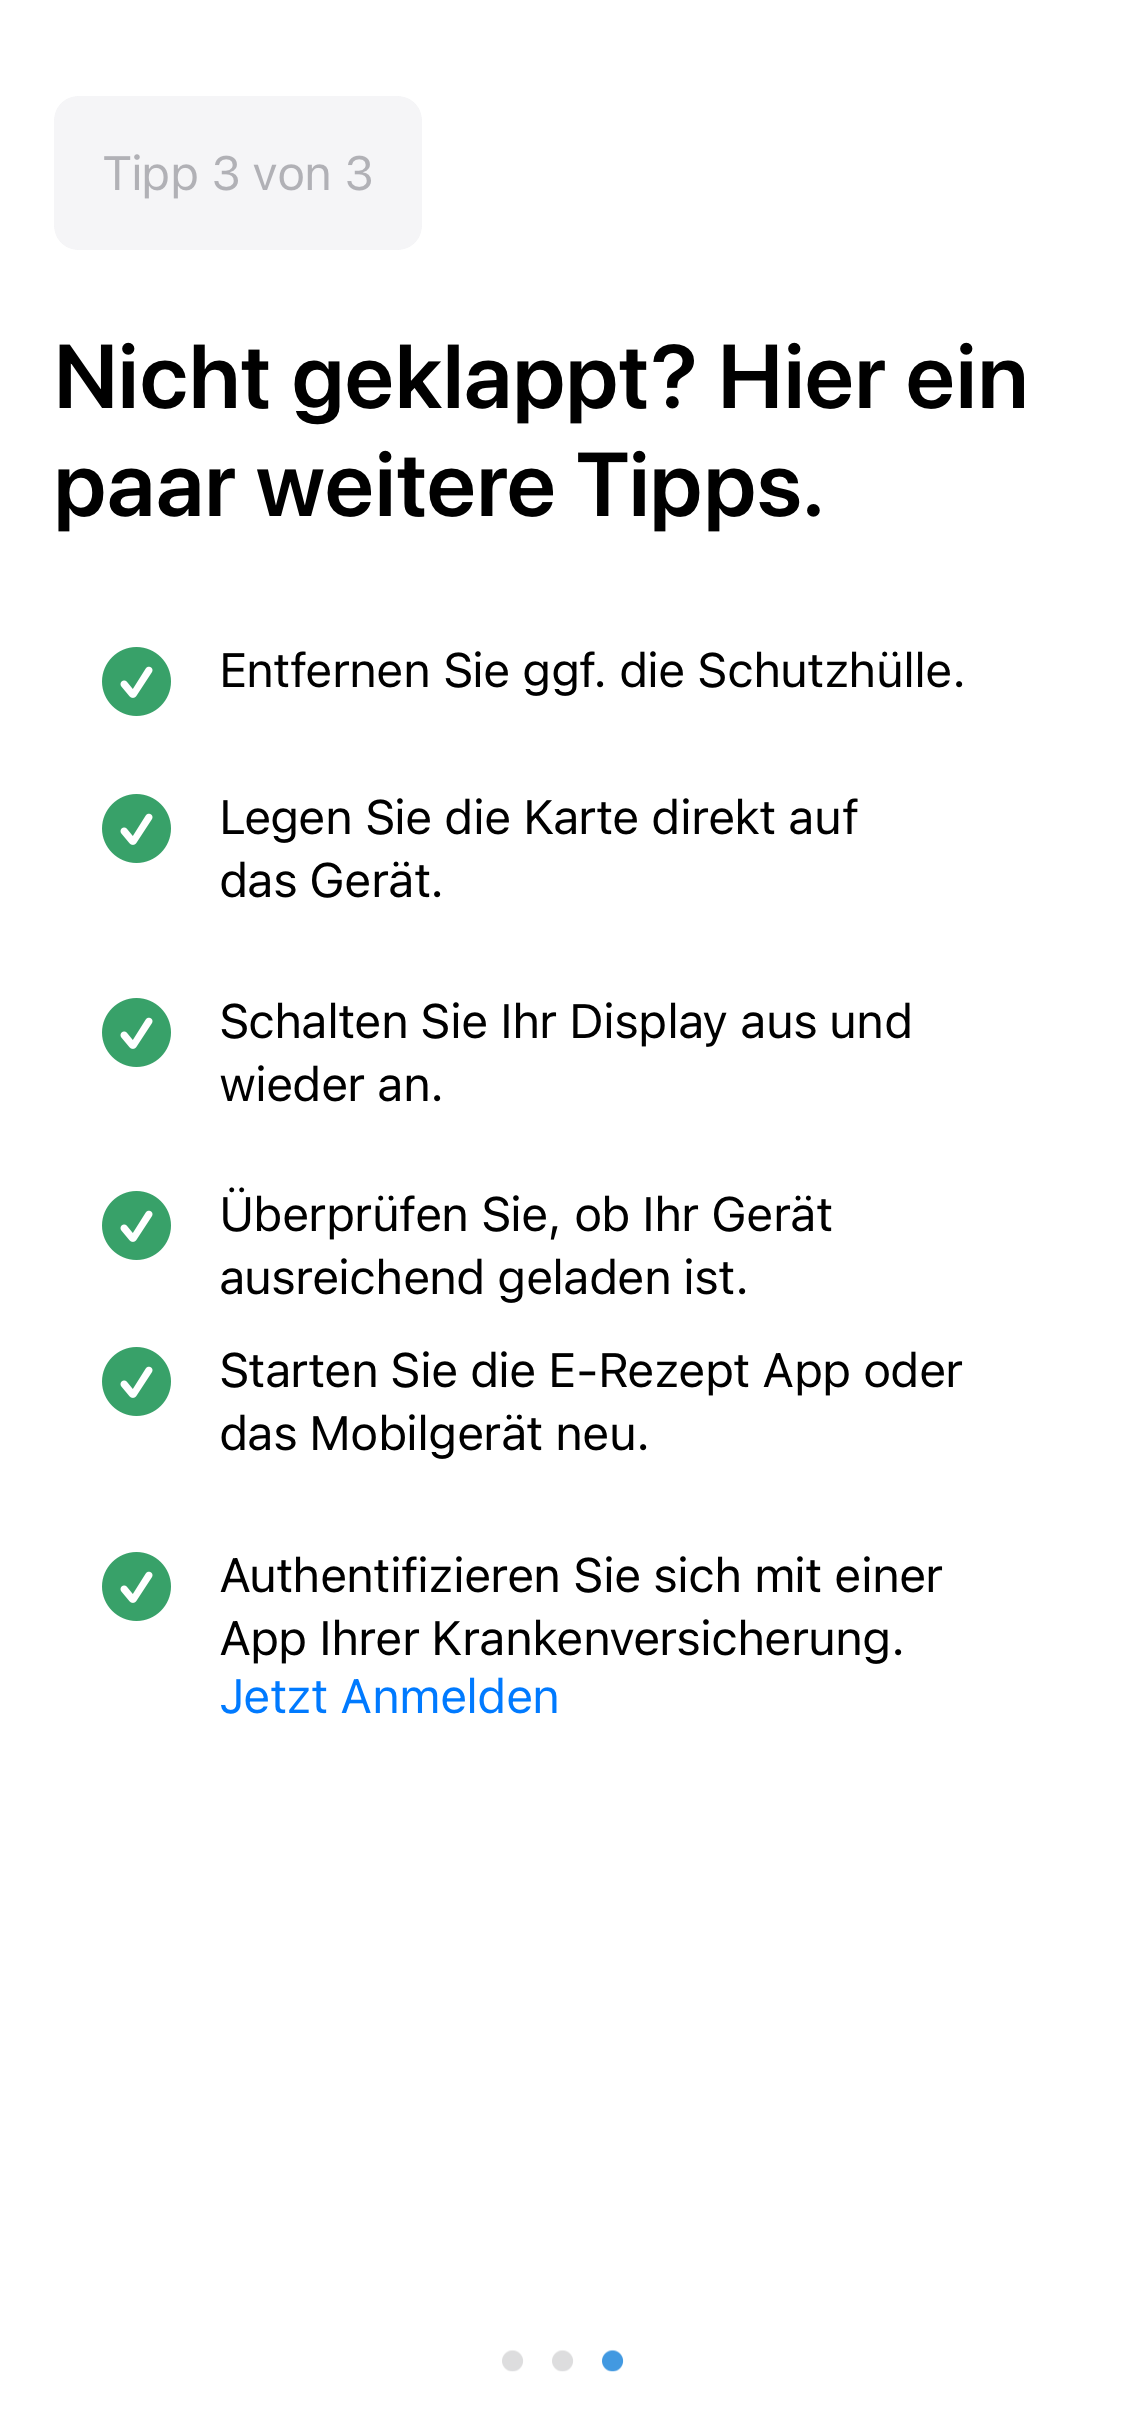 Tipp 3 von 3
Nicht geklappt? Hier ein
paar weitere Tipps.
Entfernen Sie ggf. die Schutzhülle.
Legen Sie die Karte direkt auf
das Gerät.
Schalten Sie Ihr Display aus und
wieder an.
Überprüfen Sie, ob Ihr Gerät
ausreichend geladen ist.
Starten Sie die E-Rezept App oder
das Mobilgerät neu.
Authentifizieren Sie sich mit einer
App Ihrer Krankenversicherung.
Jetzt Anmelden